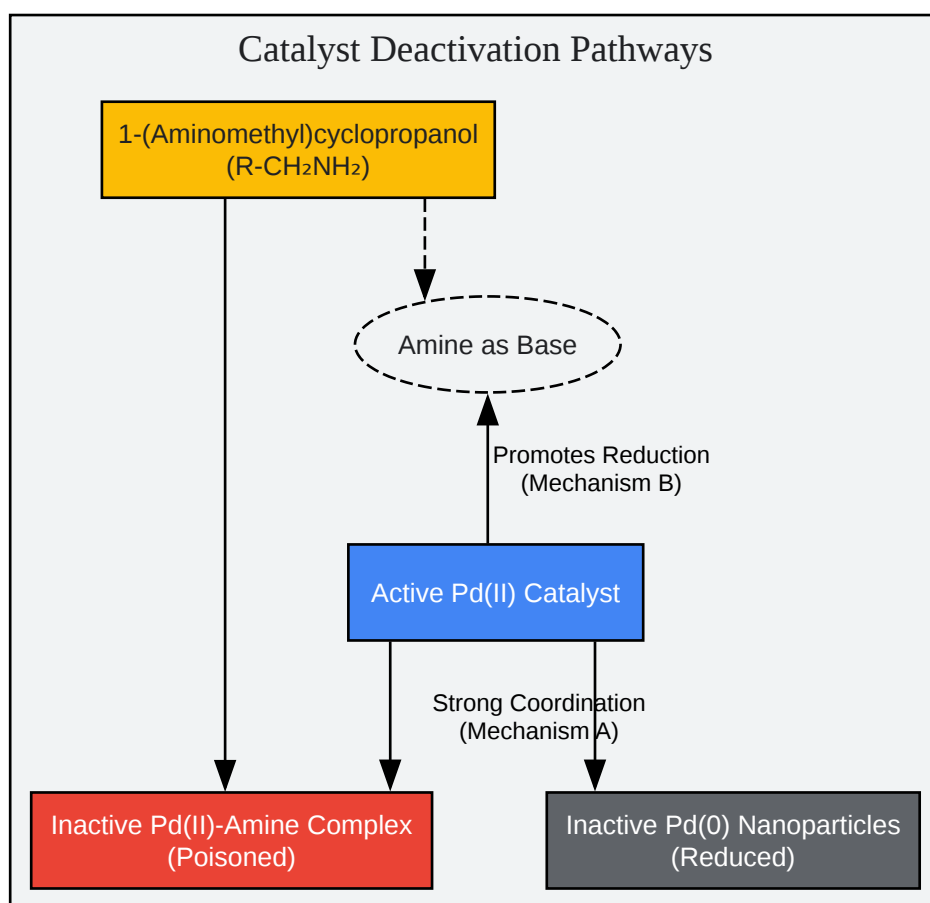 Catalyst Deactivation Pathways
1-(Aminomethyl)cyclopropanol
(R-CH₂NH₂)
Amine as Base
Promotes Reduction
(Mechanism B)
Active Pd(II) Catalyst
Strong Coordination
(Mechanism A)
Inactive Pd(II)-Amine Complex
(Poisoned)
Inactive Pd(0) Nanoparticles
(Reduced)